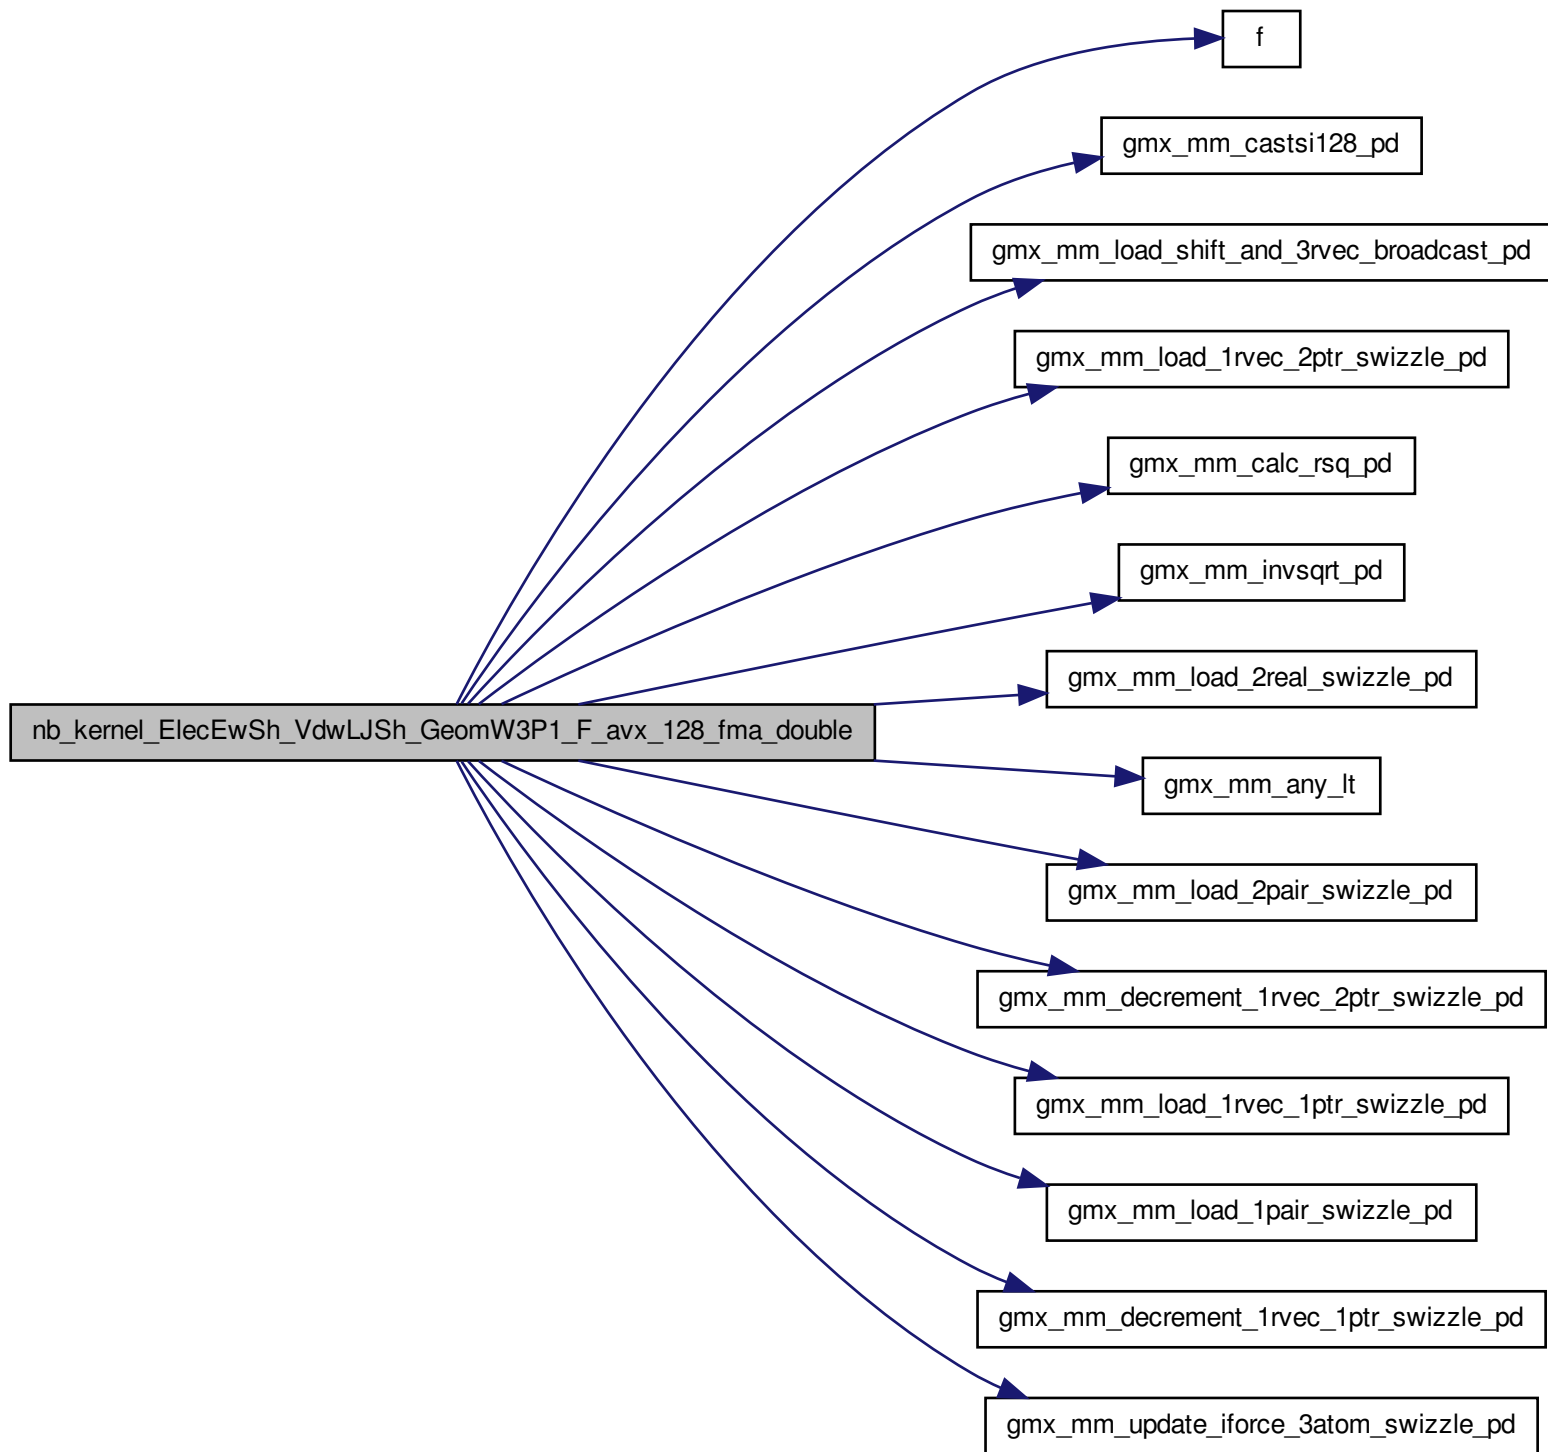 f
gmx_mm_castsi128_pd
gmx_mm_load_shift_and_3rvec_broadcast_pd
gmx_mm_load_1rvec_2ptr_swizzle_pd
gmx_mm_calc_rsq_pd
gmx_mm_invsqrt_pd
gmx_mm_load_2real_swizzle_pd
nb_kernel_ElecEwSh_VdwLJSh_GeomW3P1_F_avx_128_fma_double
gmx_mm_any_lt
gmx_mm_load_2pair_swizzle_pd
gmx_mm_decrement_1rvec_2ptr_swizzle_pd
gmx_mm_load_1rvec_1ptr_swizzle_pd
gmx_mm_load_1pair_swizzle_pd
gmx_mm_decrement_1rvec_1ptr_swizzle_pd
gmx_mm_update_iforce_3atom_swizzle_pd